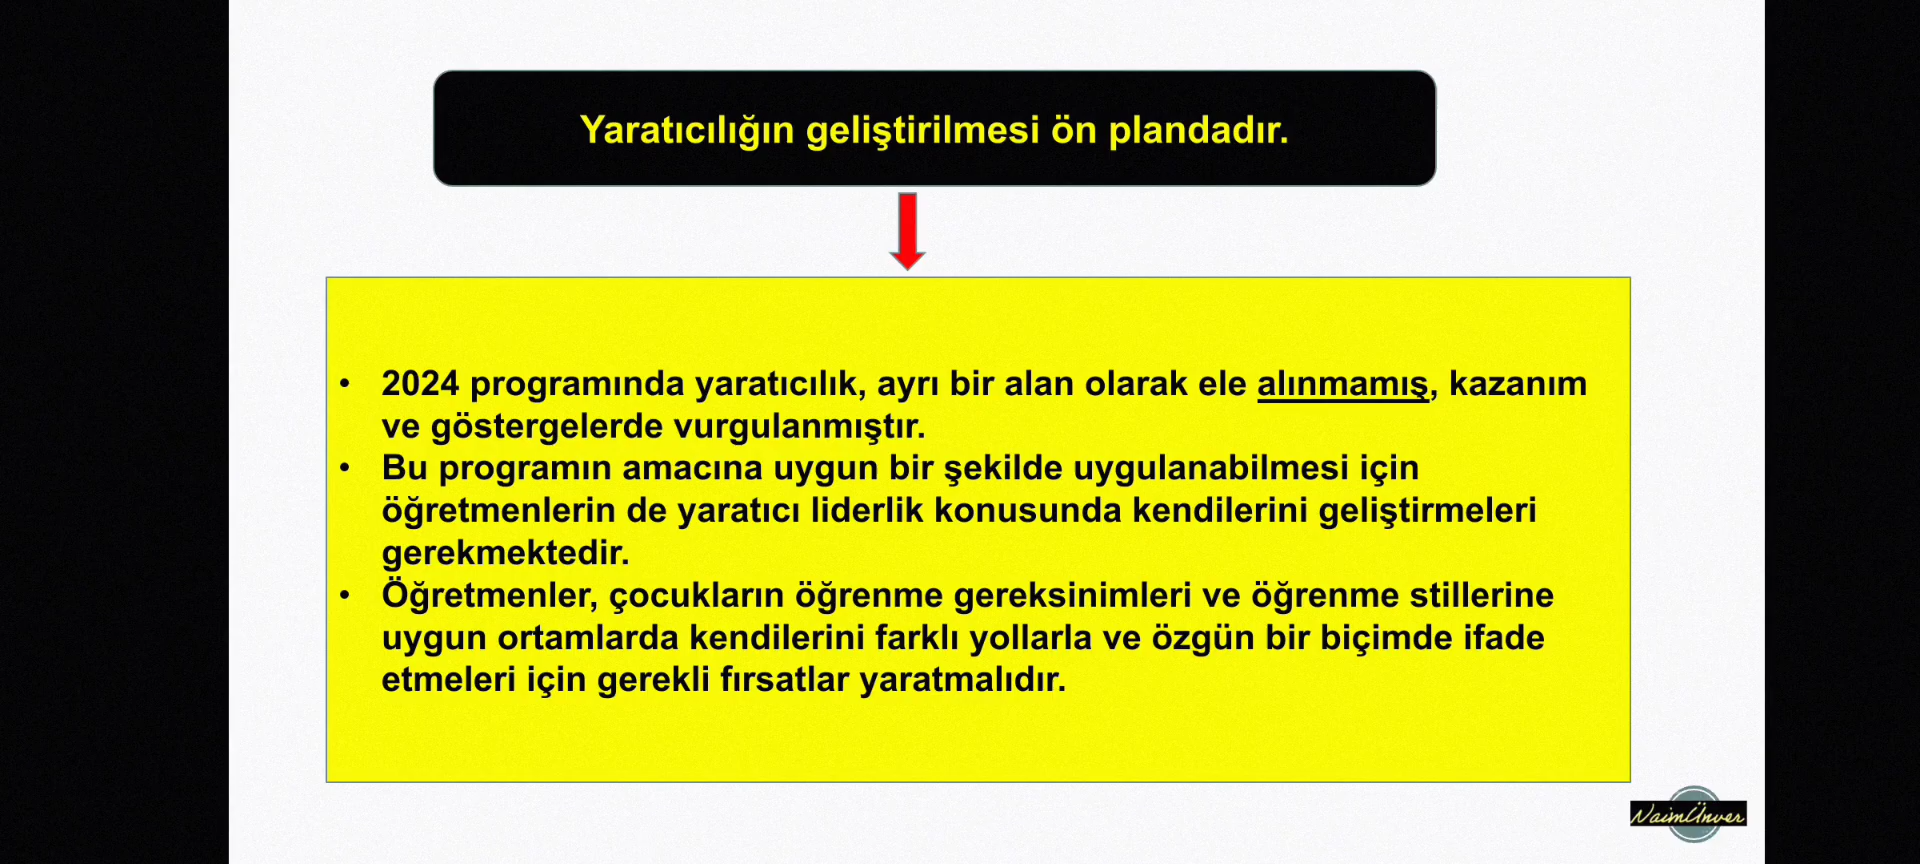 Yaratıcılığın geliştirilmesi ön plandadır.
• 2024 programında yaratıcılık, ayrı bir alan olarak ele alınmamış, kazanım
ve göstergelerde vurgulanmıştır.
• Bu programın amacına uygun bir şekilde uygulanabilmesi için
öğretmenlerin de yaratıcı liderlik konusunda kendilerini geliştirmeleri
gerekmektedir.
• Öğretmenler, çocukların öğrenme gereksinimleri ve öğrenme stillerine
uygun ortamlarda kendilerini farklı yollarla ve özgün bir biçimde ifade
etmeleri için gerekli fırsatlar yaratmalıdır.
NaimÜnver